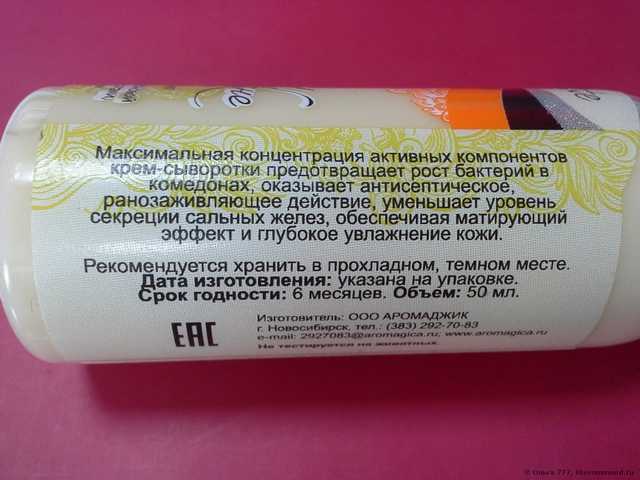 Максимальная концентрация активных компонентов
крем-сыворотки предотвращает рост бактерий в
комедонах, оказывает антисептическое,
ранозаживляющее действие, уменьшает уровень
секреции сальных желез, обеспечивая матирующий
эффект и глубокое увлажнение кожи.
Рекомендуется хранить в прохладном, темном месте.
Дата изготовления: указана на упаковке.
Срок годности: 6 месяцев. Объем: 50 мл.
EAC
Изготовитель: ООО АРОМАДЖИК
г. Новосибирск, тел.: (383) 292-70-83
e-mail: 2927083@aromagica.ru, www.aromagica.ru
Не тестируется на животных.
© Ольга 777, irecommend.ru